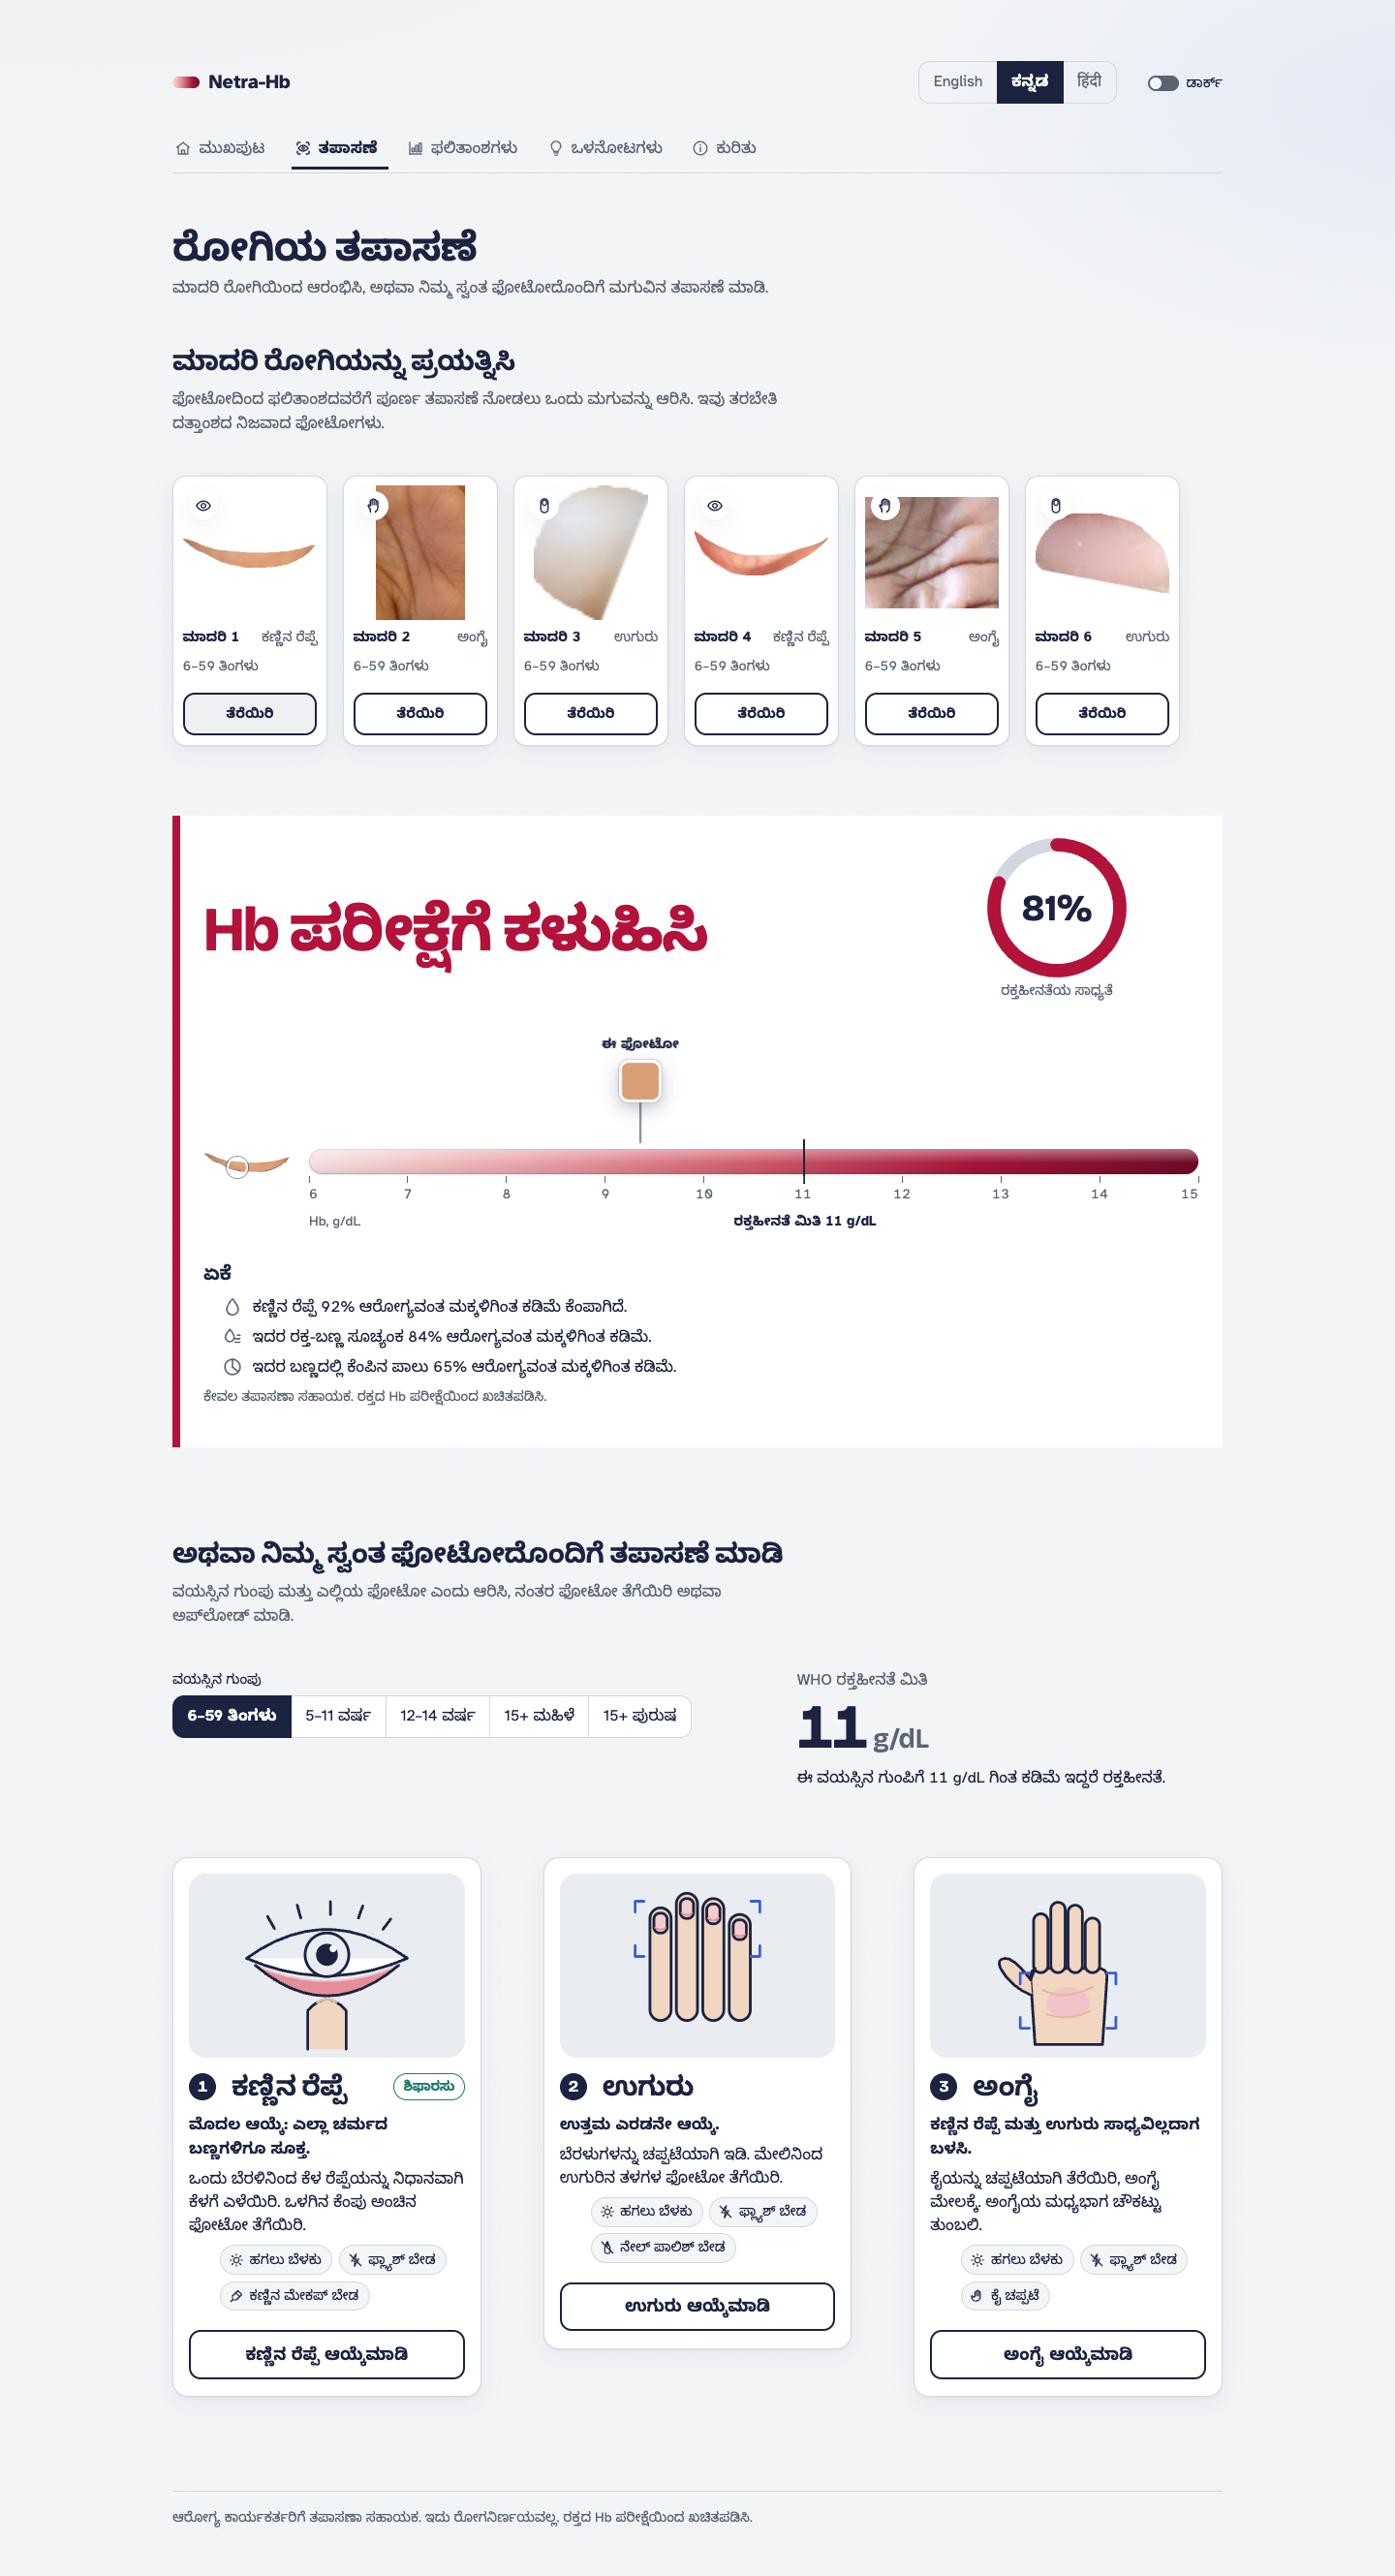 Netra-Hb
English ಕನ್ನಡ हिंदी ಡಾರ್ಕ್
ಮುಖಪುಟ ತಪಾಸಣೆ ಫಲಿತಾಂಶಗಳು ಒಳನೋಟಗಳು ಕುರಿತು
ರೋಗಿಯ ತಪಾಸಣೆ
ಮಾದರಿ ರೋಗಿಯಿಂದ ಆರಂಭಿಸಿ, ಅಥವಾ ನಿಮ್ಮ ಸ್ವಂತ ಫೋಟೋದೊಂದಿಗೆ ಮಗುವಿನ ತಪಾಸಣೆ ಮಾಡಿ.
ಮಾದರಿ ರೋಗಿಯನ್ನು ಪ್ರಯತ್ನಿಸಿ
ಫೋಟೋದಿಂದ ಫಲಿತಾಂಶದವರೆಗೆ ಪೂರ್ಣ ತಪಾಸಣೆ ನೋಡಲು ಒಂದು ಮಗುವನ್ನು ಆರಿಸಿ. ಇವು ತರಬೇತಿ
ದತ್ತಾಂಶದ ನಿಜವಾದ ಫೋಟೋಗಳು.
ಮಾದರಿ 1 ಕಣ್ಣಿನ ರೆಪ್ಪೆ
6–59 ತಿಂಗಳು
ತೆರೆಯಿರಿ
ಮಾದರಿ 2 ಅಂಗೈ
6–59 ತಿಂಗಳು
ತೆರೆಯಿರಿ
ಮಾದರಿ 3 ಉಗುರು
6–59 ತಿಂಗಳು
ತೆರೆಯಿರಿ
ಮಾದರಿ 4 ಕಣ್ಣಿನ ರೆಪ್ಪೆ
6–59 ತಿಂಗಳು
ತೆರೆಯಿರಿ
ಮಾದರಿ 5 ಅಂಗೈ
6–59 ತಿಂಗಳು
ತೆರೆಯಿರಿ
ಮಾದರಿ 6 ಉಗುರು
6–59 ತಿಂಗಳು
ತೆರೆಯಿರಿ
Hb ಪರೀಕ್ಷೆಗೆ ಕಳುಹಿಸಿ
81%
ರಕ್ತಹೀನತೆಯ ಸಾಧ್ಯತೆ
ಈ ಫೋಟೋ
6 7 8 9 10 11 12 13 14 15
Hb, g/dL ರಕ್ತಹೀನತೆ ಮಿತಿ 11 g/dL
ಏಕೆ
ಕಣ್ಣಿನ ರೆಪ್ಪೆ 92% ಆರೋಗ್ಯವಂತ ಮಕ್ಕಳಿಗಿಂತ ಕಡಿಮೆ ಕೆಂಪಾಗಿದೆ.
ಇದರ ರಕ್ತ-ಬಣ್ಣ ಸೂಚ್ಯಂಕ 84% ಆರೋಗ್ಯವಂತ ಮಕ್ಕಳಿಗಿಂತ ಕಡಿಮೆ.
ಇದರ ಬಣ್ಣದಲ್ಲಿ ಕೆಂಪಿನ ಪಾಲು 65% ಆರೋಗ್ಯವಂತ ಮಕ್ಕಳಿಗಿಂತ ಕಡಿಮೆ.
ಕೇವಲ ತಪಾಸಣಾ ಸಹಾಯಕ. ರಕ್ತದ Hb ಪರೀಕ್ಷೆಯಿಂದ ಖಚಿತಪಡಿಸಿ.
ಅಥವಾ ನಿಮ್ಮ ಸ್ವಂತ ಫೋಟೋದೊಂದಿಗೆ ತಪಾಸಣೆ ಮಾಡಿ
ವಯಸ್ಸಿನ ಗುಂಪು ಮತ್ತು ಎಲ್ಲಿಯ ಫೋಟೋ ಎಂದು ಆರಿಸಿ, ನಂತರ ಫೋಟೋ ತೆಗೆಯಿರಿ ಅಥವಾ
ಅಪ್‌ಲೋಡ್ ಮಾಡಿ.
ವಯಸ್ಸಿನ ಗುಂಪು
6–59 ತಿಂಗಳು 5–11 ವರ್ಷ 12–14 ವರ್ಷ 15+ ಮಹಿಳೆ 15+ ಪುರುಷ
WHO ರಕ್ತಹೀನತೆ ಮಿತಿ
11 g/dL
ಈ ವಯಸ್ಸಿನ ಗುಂಪಿಗೆ 11 g/dL ಗಿಂತ ಕಡಿಮೆ ಇದ್ದರೆ ರಕ್ತಹೀನತೆ.
1 ಕಣ್ಣಿನ ರೆಪ್ಪೆ ಶಿಫಾರಸು
ಮೊದಲ ಆಯ್ಕೆ: ಎಲ್ಲಾ ಚರ್ಮದ
ಬಣ್ಣಗಳಿಗೂ ಸೂಕ್ತ.
ಒಂದು ಬೆರಳಿನಿಂದ ಕೆಳ ರೆಪ್ಪೆಯನ್ನು ನಿಧಾನವಾಗಿ
ಕೆಳಗೆ ಎಳೆಯಿರಿ. ಒಳಗಿನ ಕೆಂಪು ಅಂಚಿನ
ಫೋಟೋ ತೆಗೆಯಿರಿ.
ಹಗಲು ಬೆಳಕು ಫ್ಲ್ಯಾಶ್ ಬೇಡ
ಕಣ್ಣಿನ ಮೇಕಪ್ ಬೇಡ
ಕಣ್ಣಿನ ರೆಪ್ಪೆ ಆಯ್ಕೆಮಾಡಿ
2 ಉಗುರು
ಉತ್ತಮ ಎರಡನೇ ಆಯ್ಕೆ.
ಬೆರಳುಗಳನ್ನು ಚಪ್ಪಟೆಯಾಗಿ ಇಡಿ. ಮೇಲಿನಿಂದ
ಉಗುರಿನ ತಳಗಳ ಫೋಟೋ ತೆಗೆಯಿರಿ.
ಹಗಲು ಬೆಳಕು ಫ್ಲ್ಯಾಶ್ ಬೇಡ
ನೇಲ್ ಪಾಲಿಶ್ ಬೇಡ
ಉಗುರು ಆಯ್ಕೆಮಾಡಿ
3 ಅಂಗೈ
ಕಣ್ಣಿನ ರೆಪ್ಪೆ ಮತ್ತು ಉಗುರು ಸಾಧ್ಯವಿಲ್ಲದಾಗ
ಬಳಸಿ.
ಕೈಯನ್ನು ಚಪ್ಪಟೆಯಾಗಿ ತೆರೆಯಿರಿ, ಅಂಗೈ
ಮೇಲಕ್ಕೆ. ಅಂಗೈಯ ಮಧ್ಯಭಾಗ ಚೌಕಟ್ಟು
ತುಂಬಲಿ.
ಹಗಲು ಬೆಳಕು ಫ್ಲ್ಯಾಶ್ ಬೇಡ
ಕೈ ಚಪ್ಪಟೆ
ಅಂಗೈ ಆಯ್ಕೆಮಾಡಿ
ಆರೋಗ್ಯ ಕಾರ್ಯಕರ್ತರಿಗೆ ತಪಾಸಣಾ ಸಹಾಯಕ. ಇದು ರೋಗನಿರ್ಣಯವಲ್ಲ. ರಕ್ತದ Hb ಪರೀಕ್ಷೆಯಿಂದ ಖಚಿತಪಡಿಸಿ.